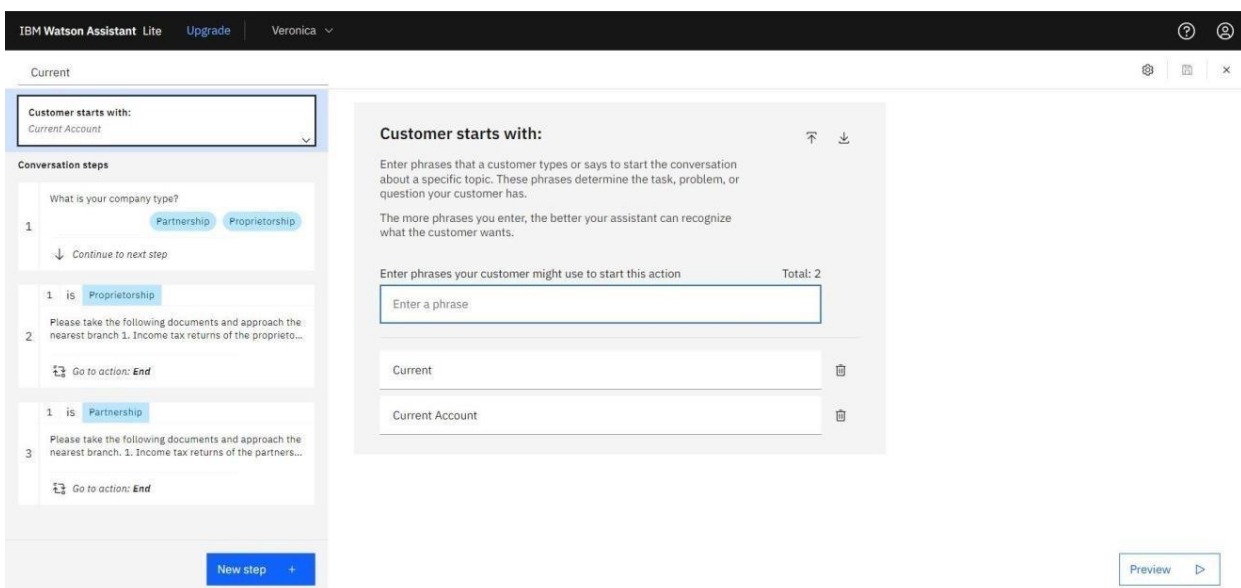 IBM Watson Assistant Lite Upgrade Veronica
Current
Customer starts with:
Current Account
Conversation steps
1
What is your company type?
Partnership Proprietorship
Continue to next step
1 is Proprietorship
2
Please take the following documents and approach the
nearest branch 1. Income tax returns of the proprieto...
Go to action: End
1 is Partnership
3
Please take the following documents and approach the
nearest branch. 1. Income tax returns of the partners...
Go to action: End
New step +
Customer starts with:
Enter phrases that a customer types or says to start the conversation
about a specific topic. These phrases determine the task, problem, or
question your customer has.
The more phrases you enter, the better your assistant can recognize
what the customer wants.
Enter phrases your customer might use to start this action Total: 2
Enter a phrase
Current
Current Account
Preview